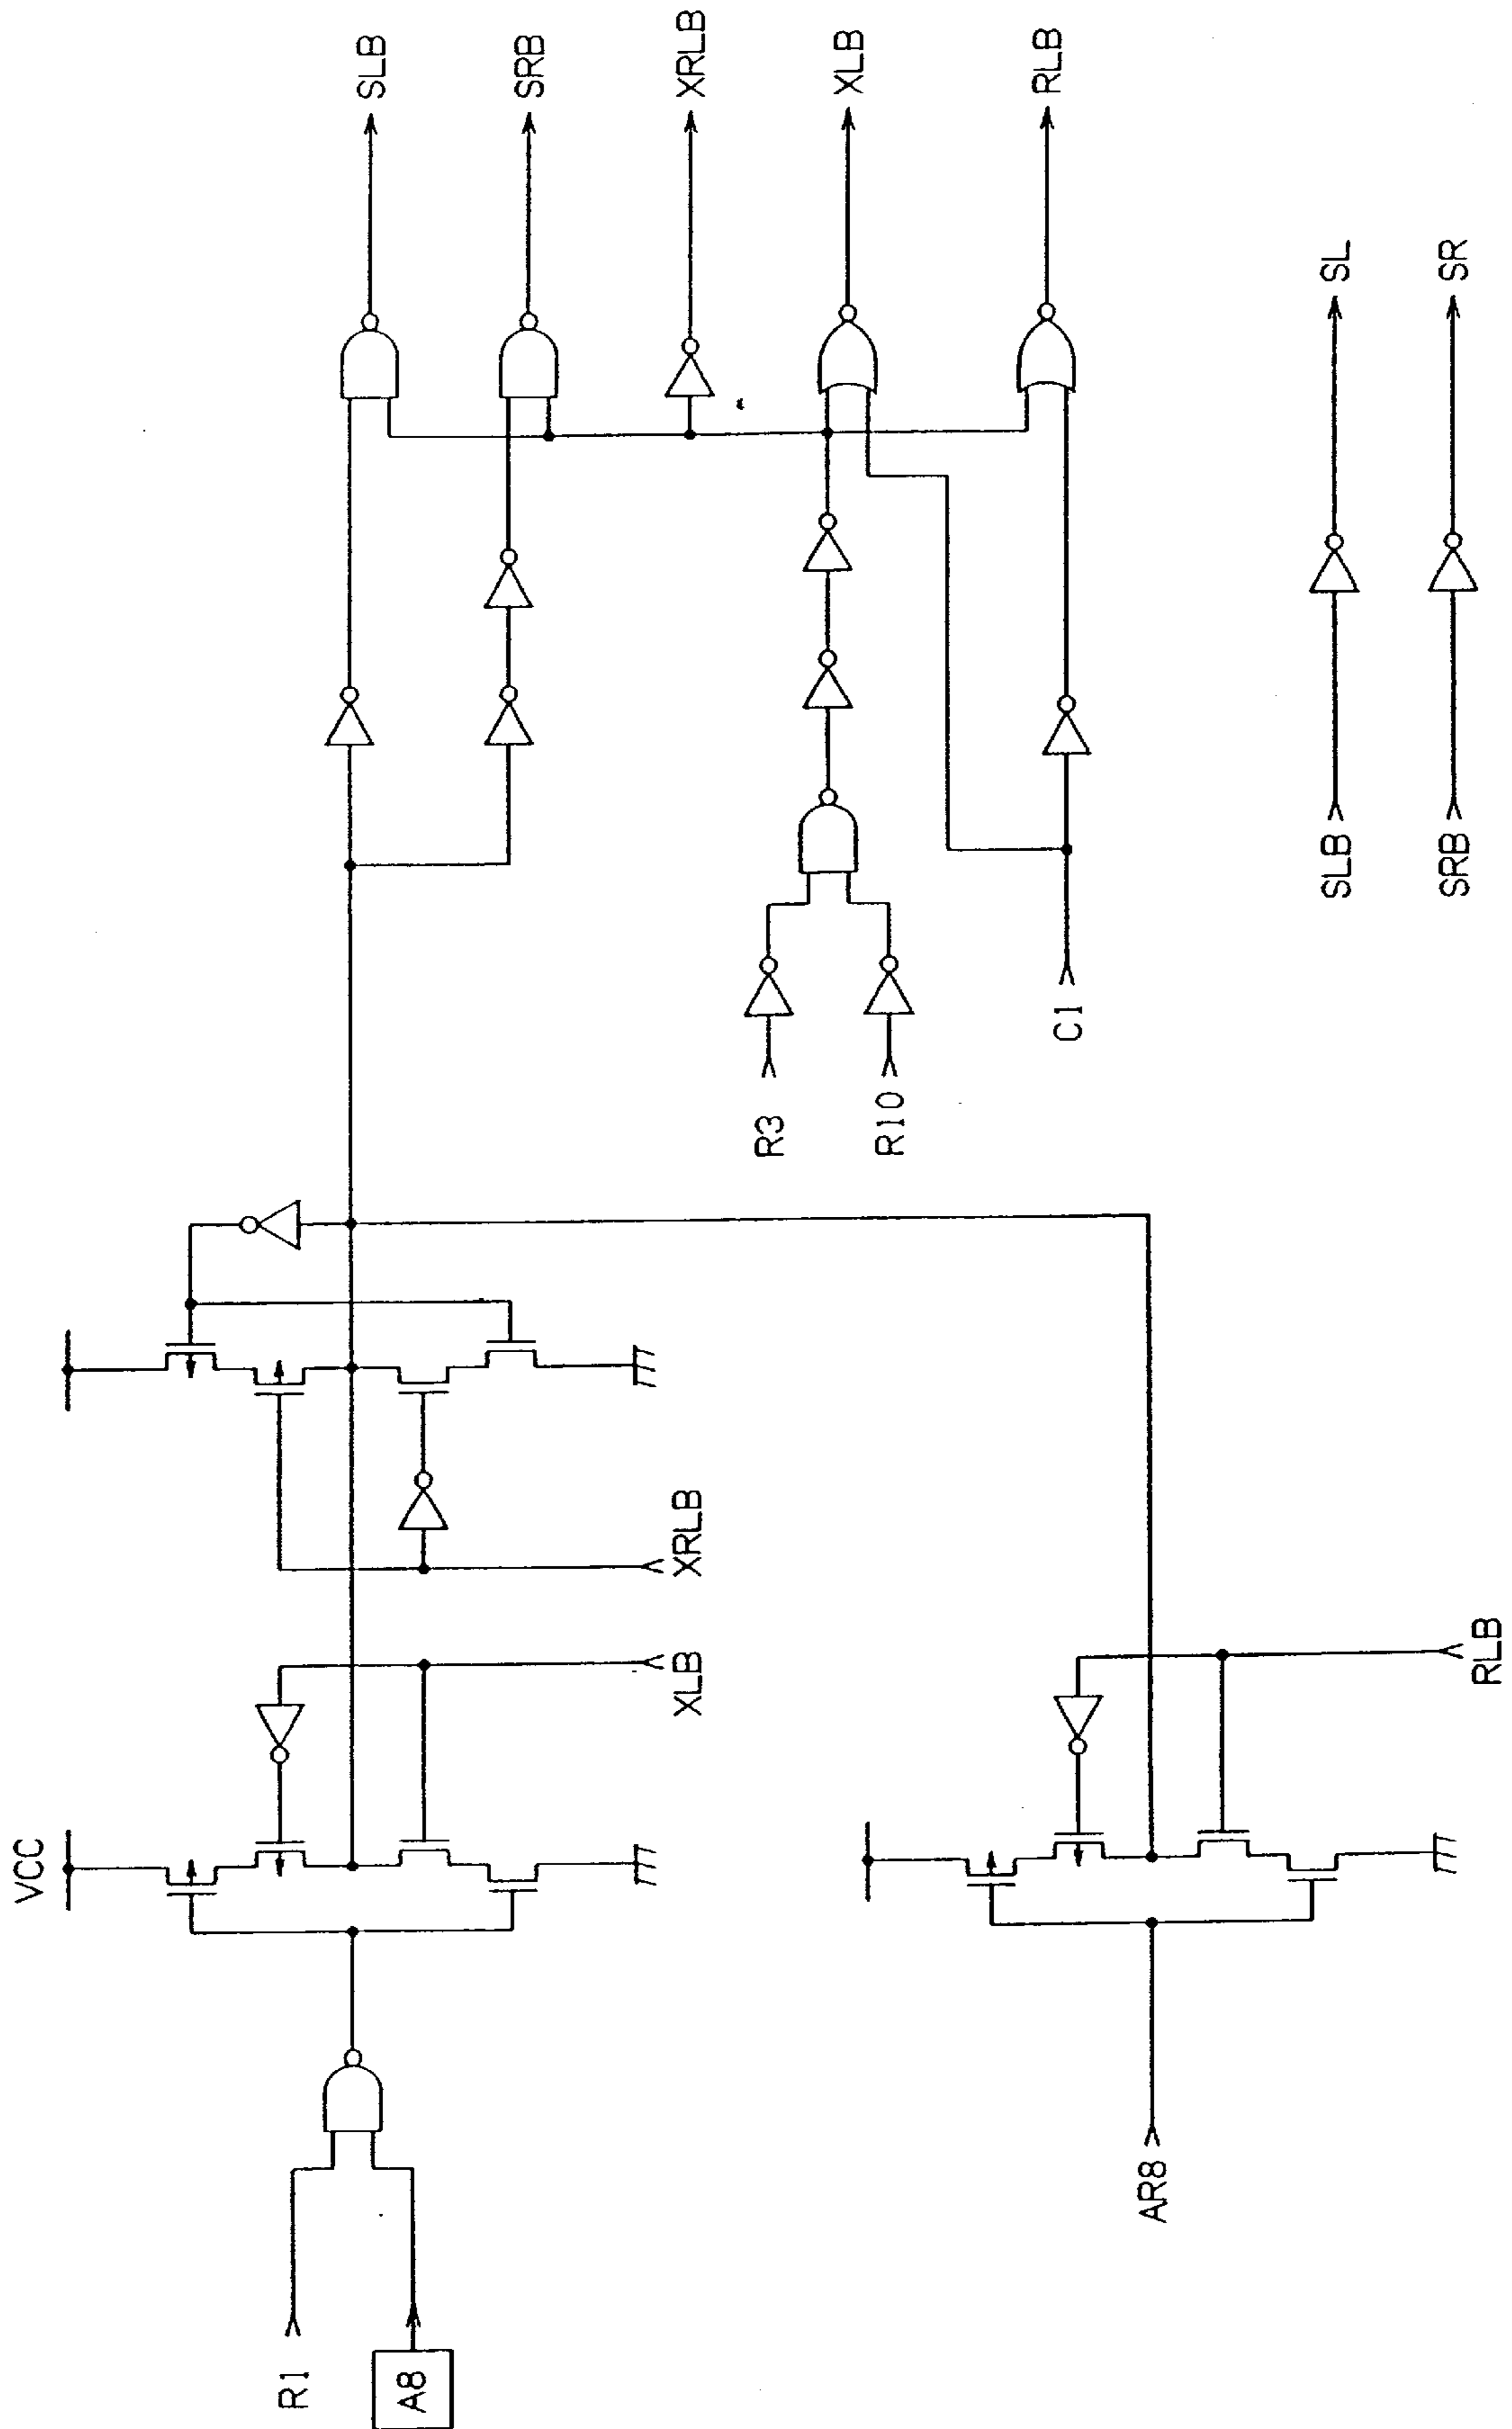 VCC
R1
A8
XLB
XRLB
AR8
RLB
R3
R10
C1
SLB
SRB
XRLB
XLB
RLB
SLB
SL
SRB
SR